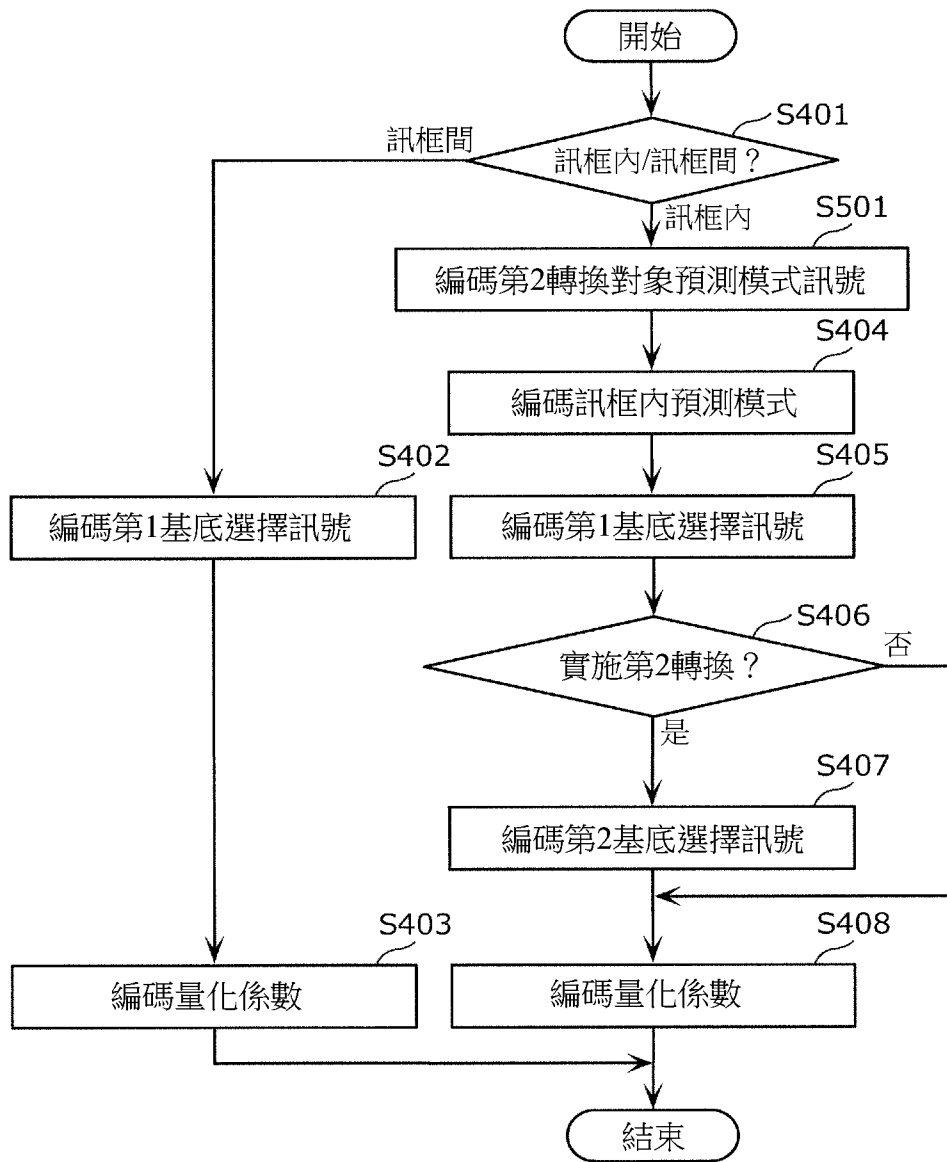 開始
S401
訊框內/訊框間？
訊框間
訊框內
S501
編碼第2轉換對象預測模式訊號
S404
編碼訊框內預測模式
S402
編碼第1基底選擇訊號
S405
編碼第1基底選擇訊號
S406
實施第2轉換？
否
是
S407
編碼第2基底選擇訊號
S403
編碼量化係數
S408
編碼量化係數
結束